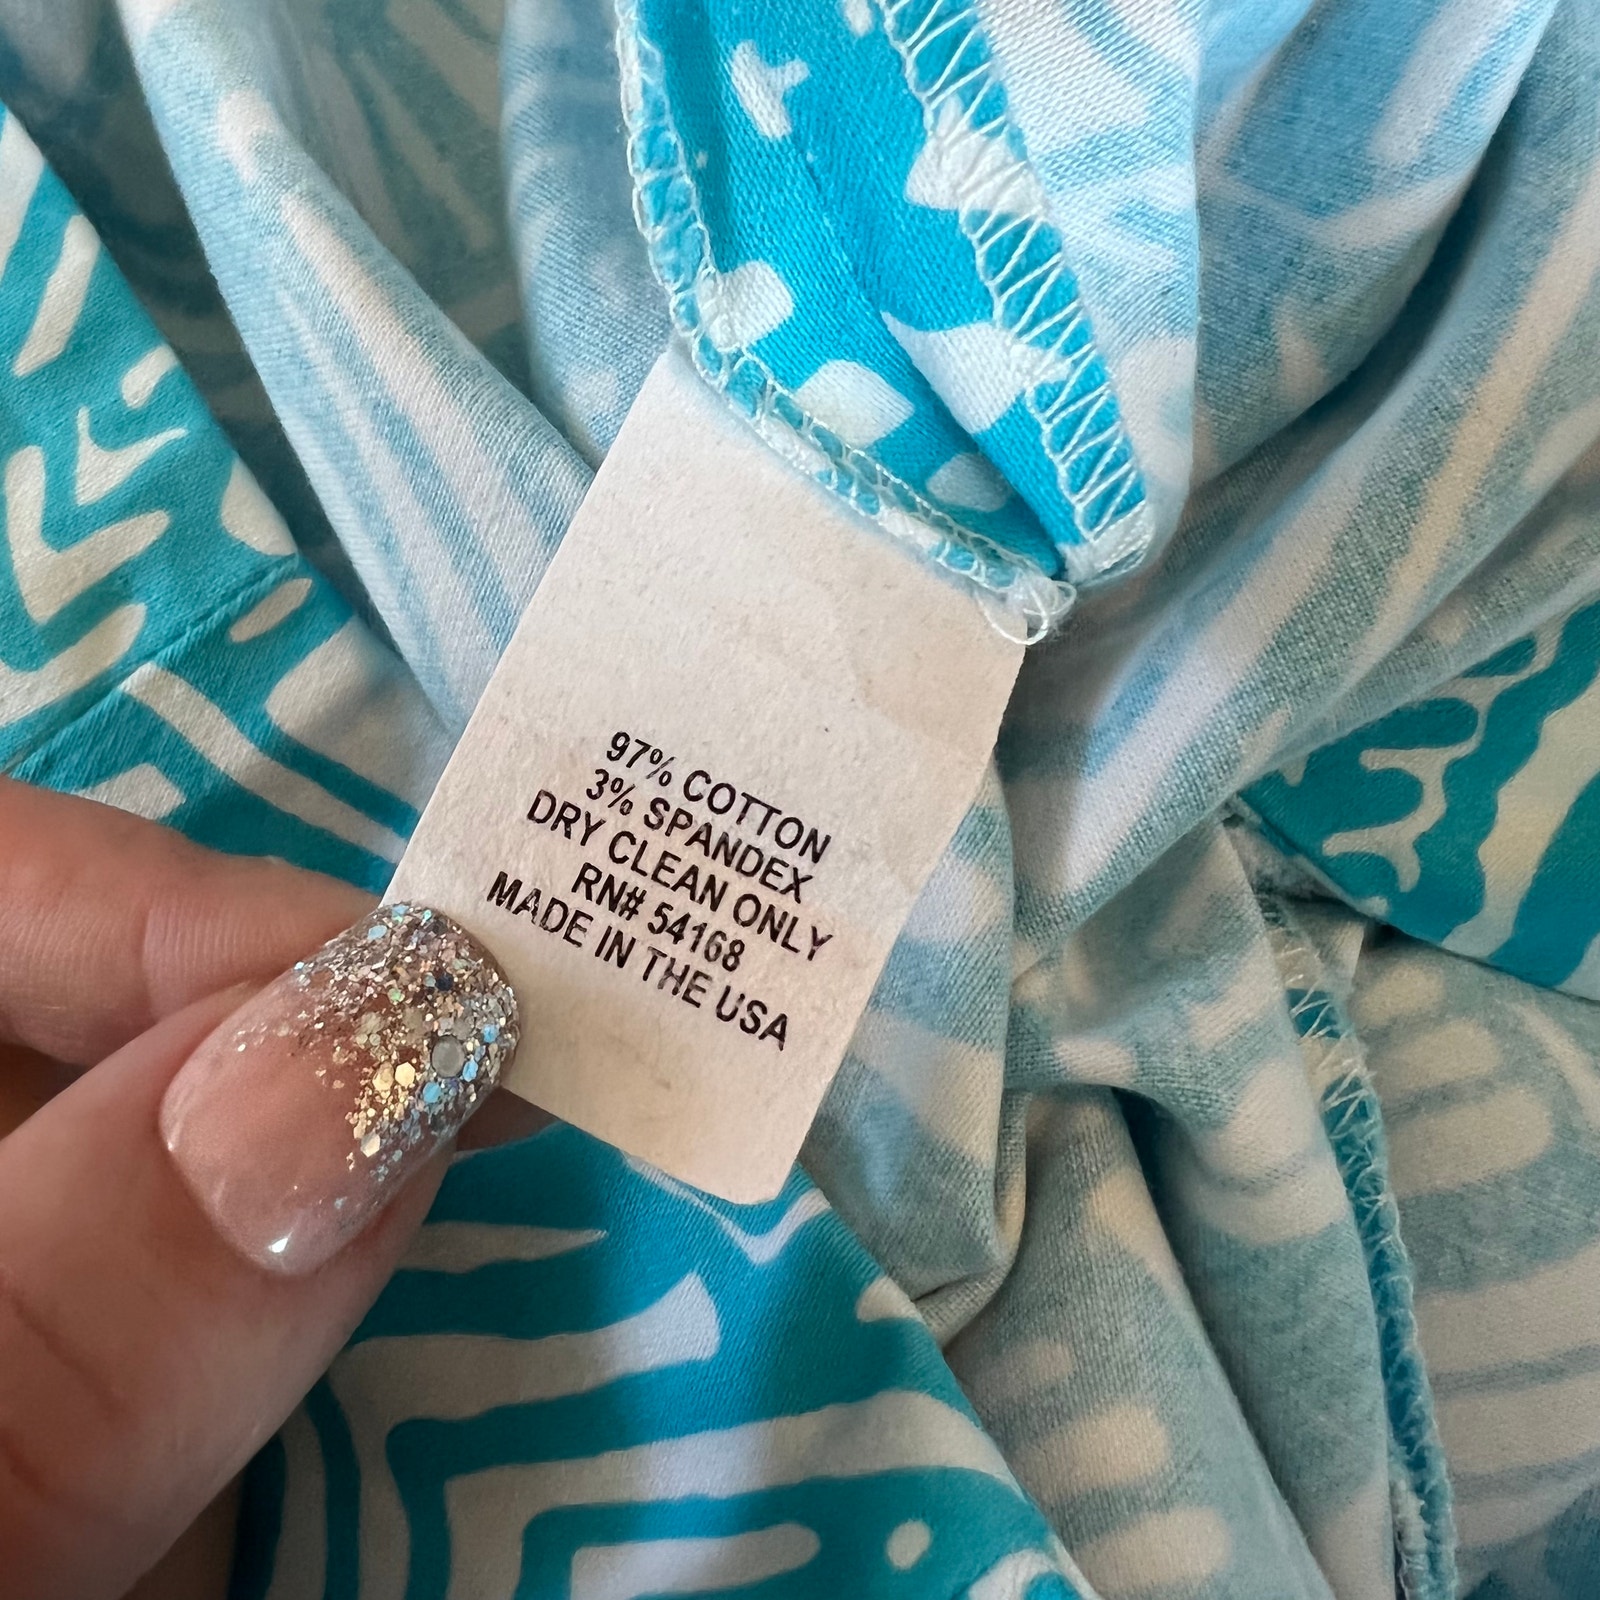 97% COTTON
3% SPANDEX
DRY CLEAN ONLY
RN# 54168
MADE IN THE USA